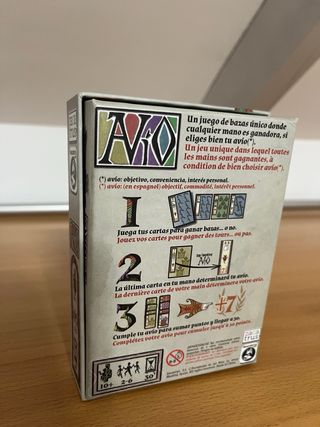 AVÍO
Un juego de bazas único donde
cualquier mano es ganadora, si
eliges bien tu avío(*).
Un jeu unique dans lequel toutes
les mains sont gagnantes, à
condition de bien choisir avío(*).
(*) avío: objetivo, conveniencia, interés personal.
(*) avío: (en espagnol) objectif, commodité, intérêt personnel.
1
Juega tus cartas para ganar bazas... o no.
Jouez vos cartes pour gagner des tours... ou pas.
2
AVÍO
La última carta en tu mano determinará tu avío.
La dernière carte de votre main déterminera votre avío.
3
+7
Cumple tu avío para sumar puntos y llegar a 30.
Complétez votre avío pour cumuler jusqu'à 30 points.
10+
2-6
30'